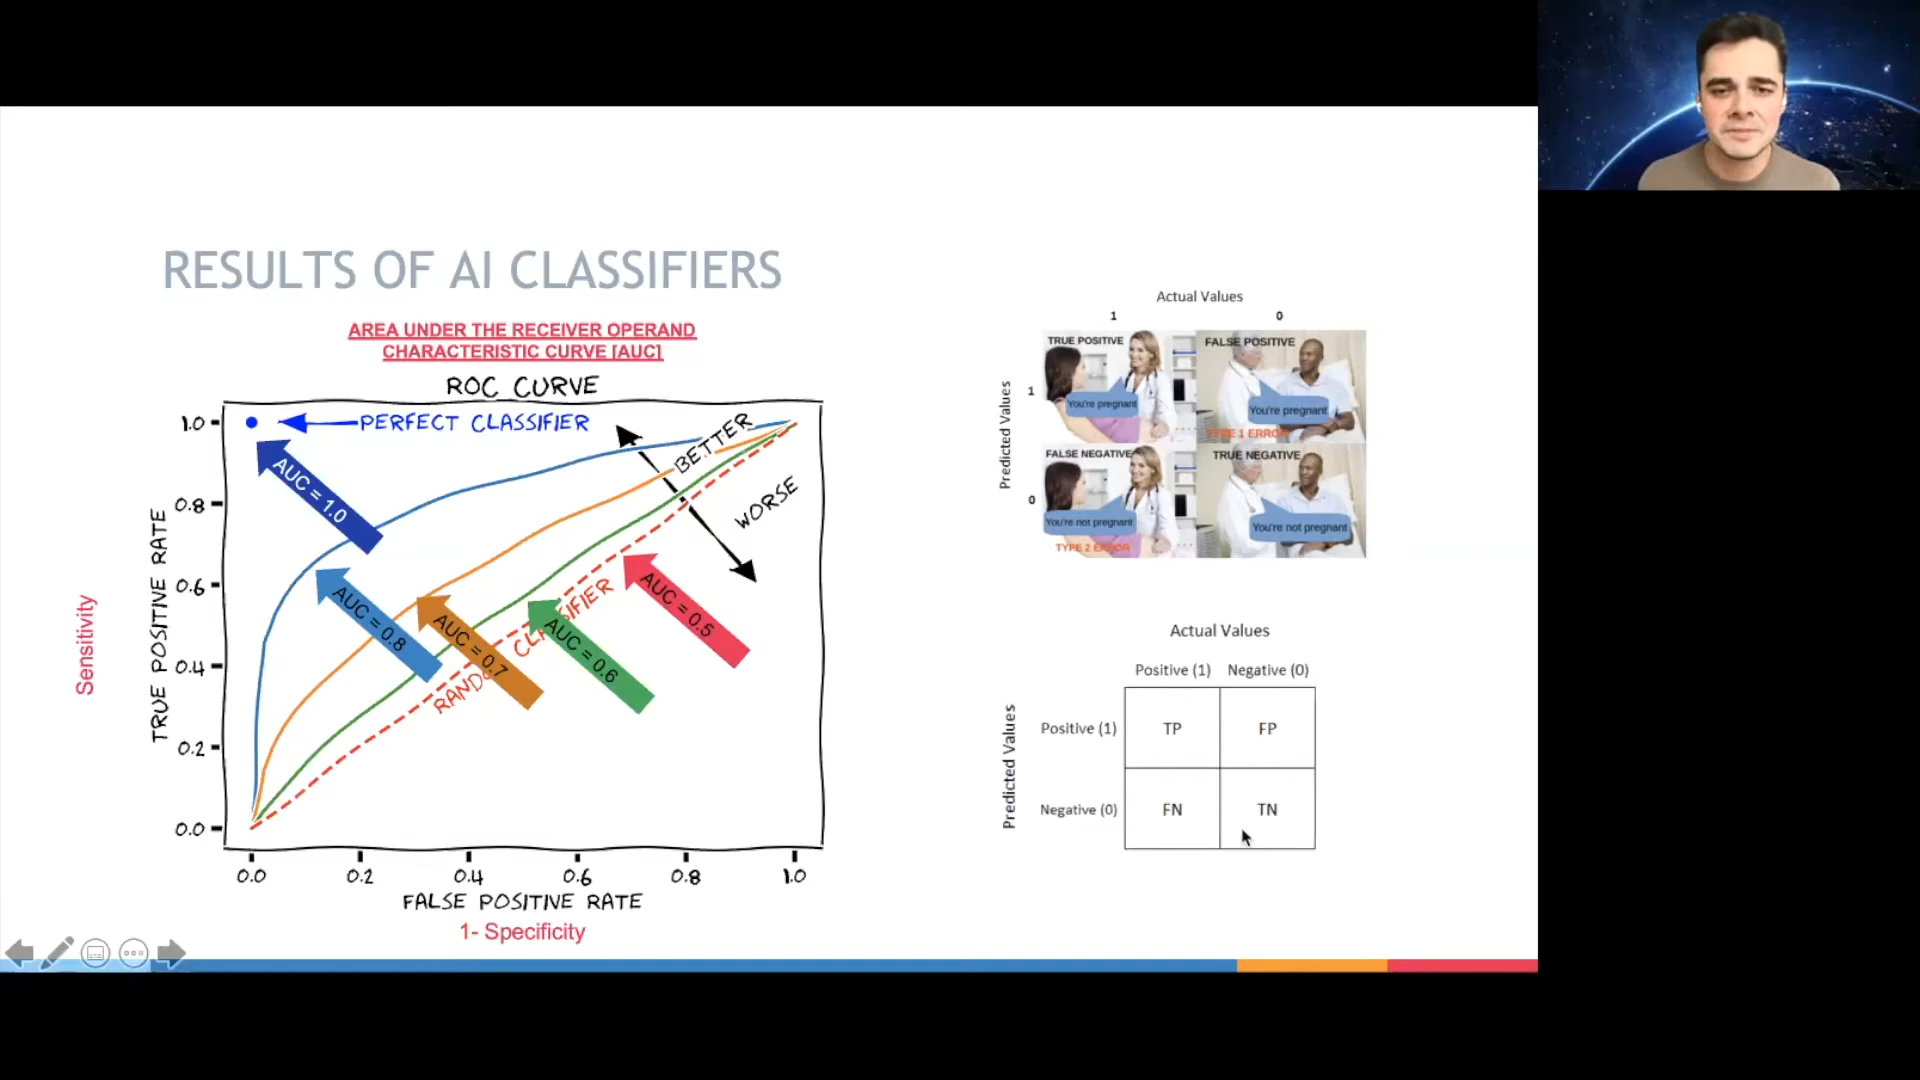 RESULTS OF AI CLASSIFIERS
AREA UNDER THE RECEIVER OPERAND
CHARACTERISTIC CURVE [AUC]
ROC CURVE
PERFECT CLASSIFIER
BETTER
WORSE
AUC = 1.0
AUC = 0.8
AUC = 0.7
AUC = 0.6
AUC = 0.5
1.0
0.8
0.6
0.4
0.2
0.0
TRUE POSITIVE RATE
Sensitivity
0.0 0.2 0.4 0.6 0.8 1.0
FALSE POSITIVE RATE
1- Specificity
Actual Values
1 0
Predicted Values
1
0
TRUE POSITIVE
You're pregnant
FALSE POSITIVE
You're pregnant
TYPE 1 ERROR
FALSE NEGATIVE
You're not pregnant
TYPE 2 ERROR
TRUE NEGATIVE
You're not pregnant
Actual Values
Positive (1) Negative (0)
Predicted Values
Positive (1) TP FP
Negative (0) FN TN